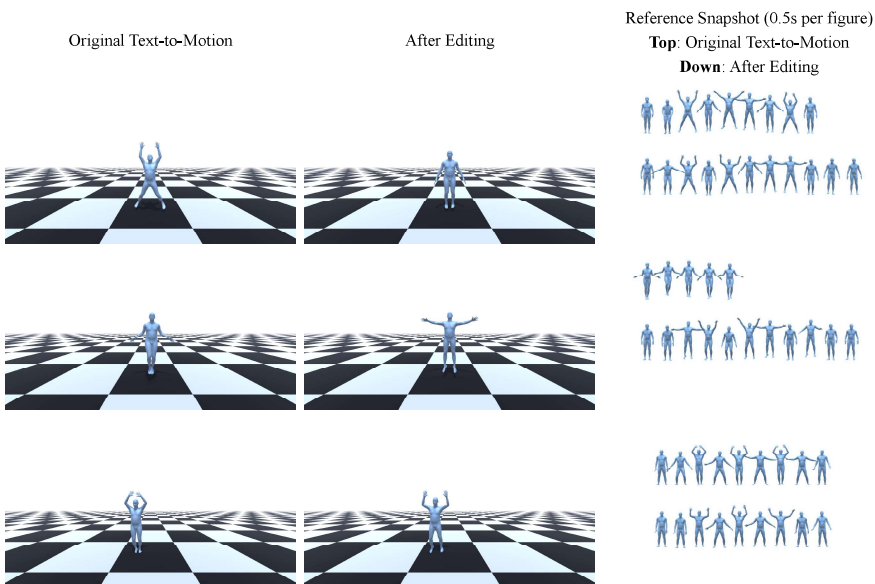 Original Text-to-Motion
After Editing
Reference Snapshot (0.5s per figure)
Top: Original Text-to-Motion
Down: After Editing